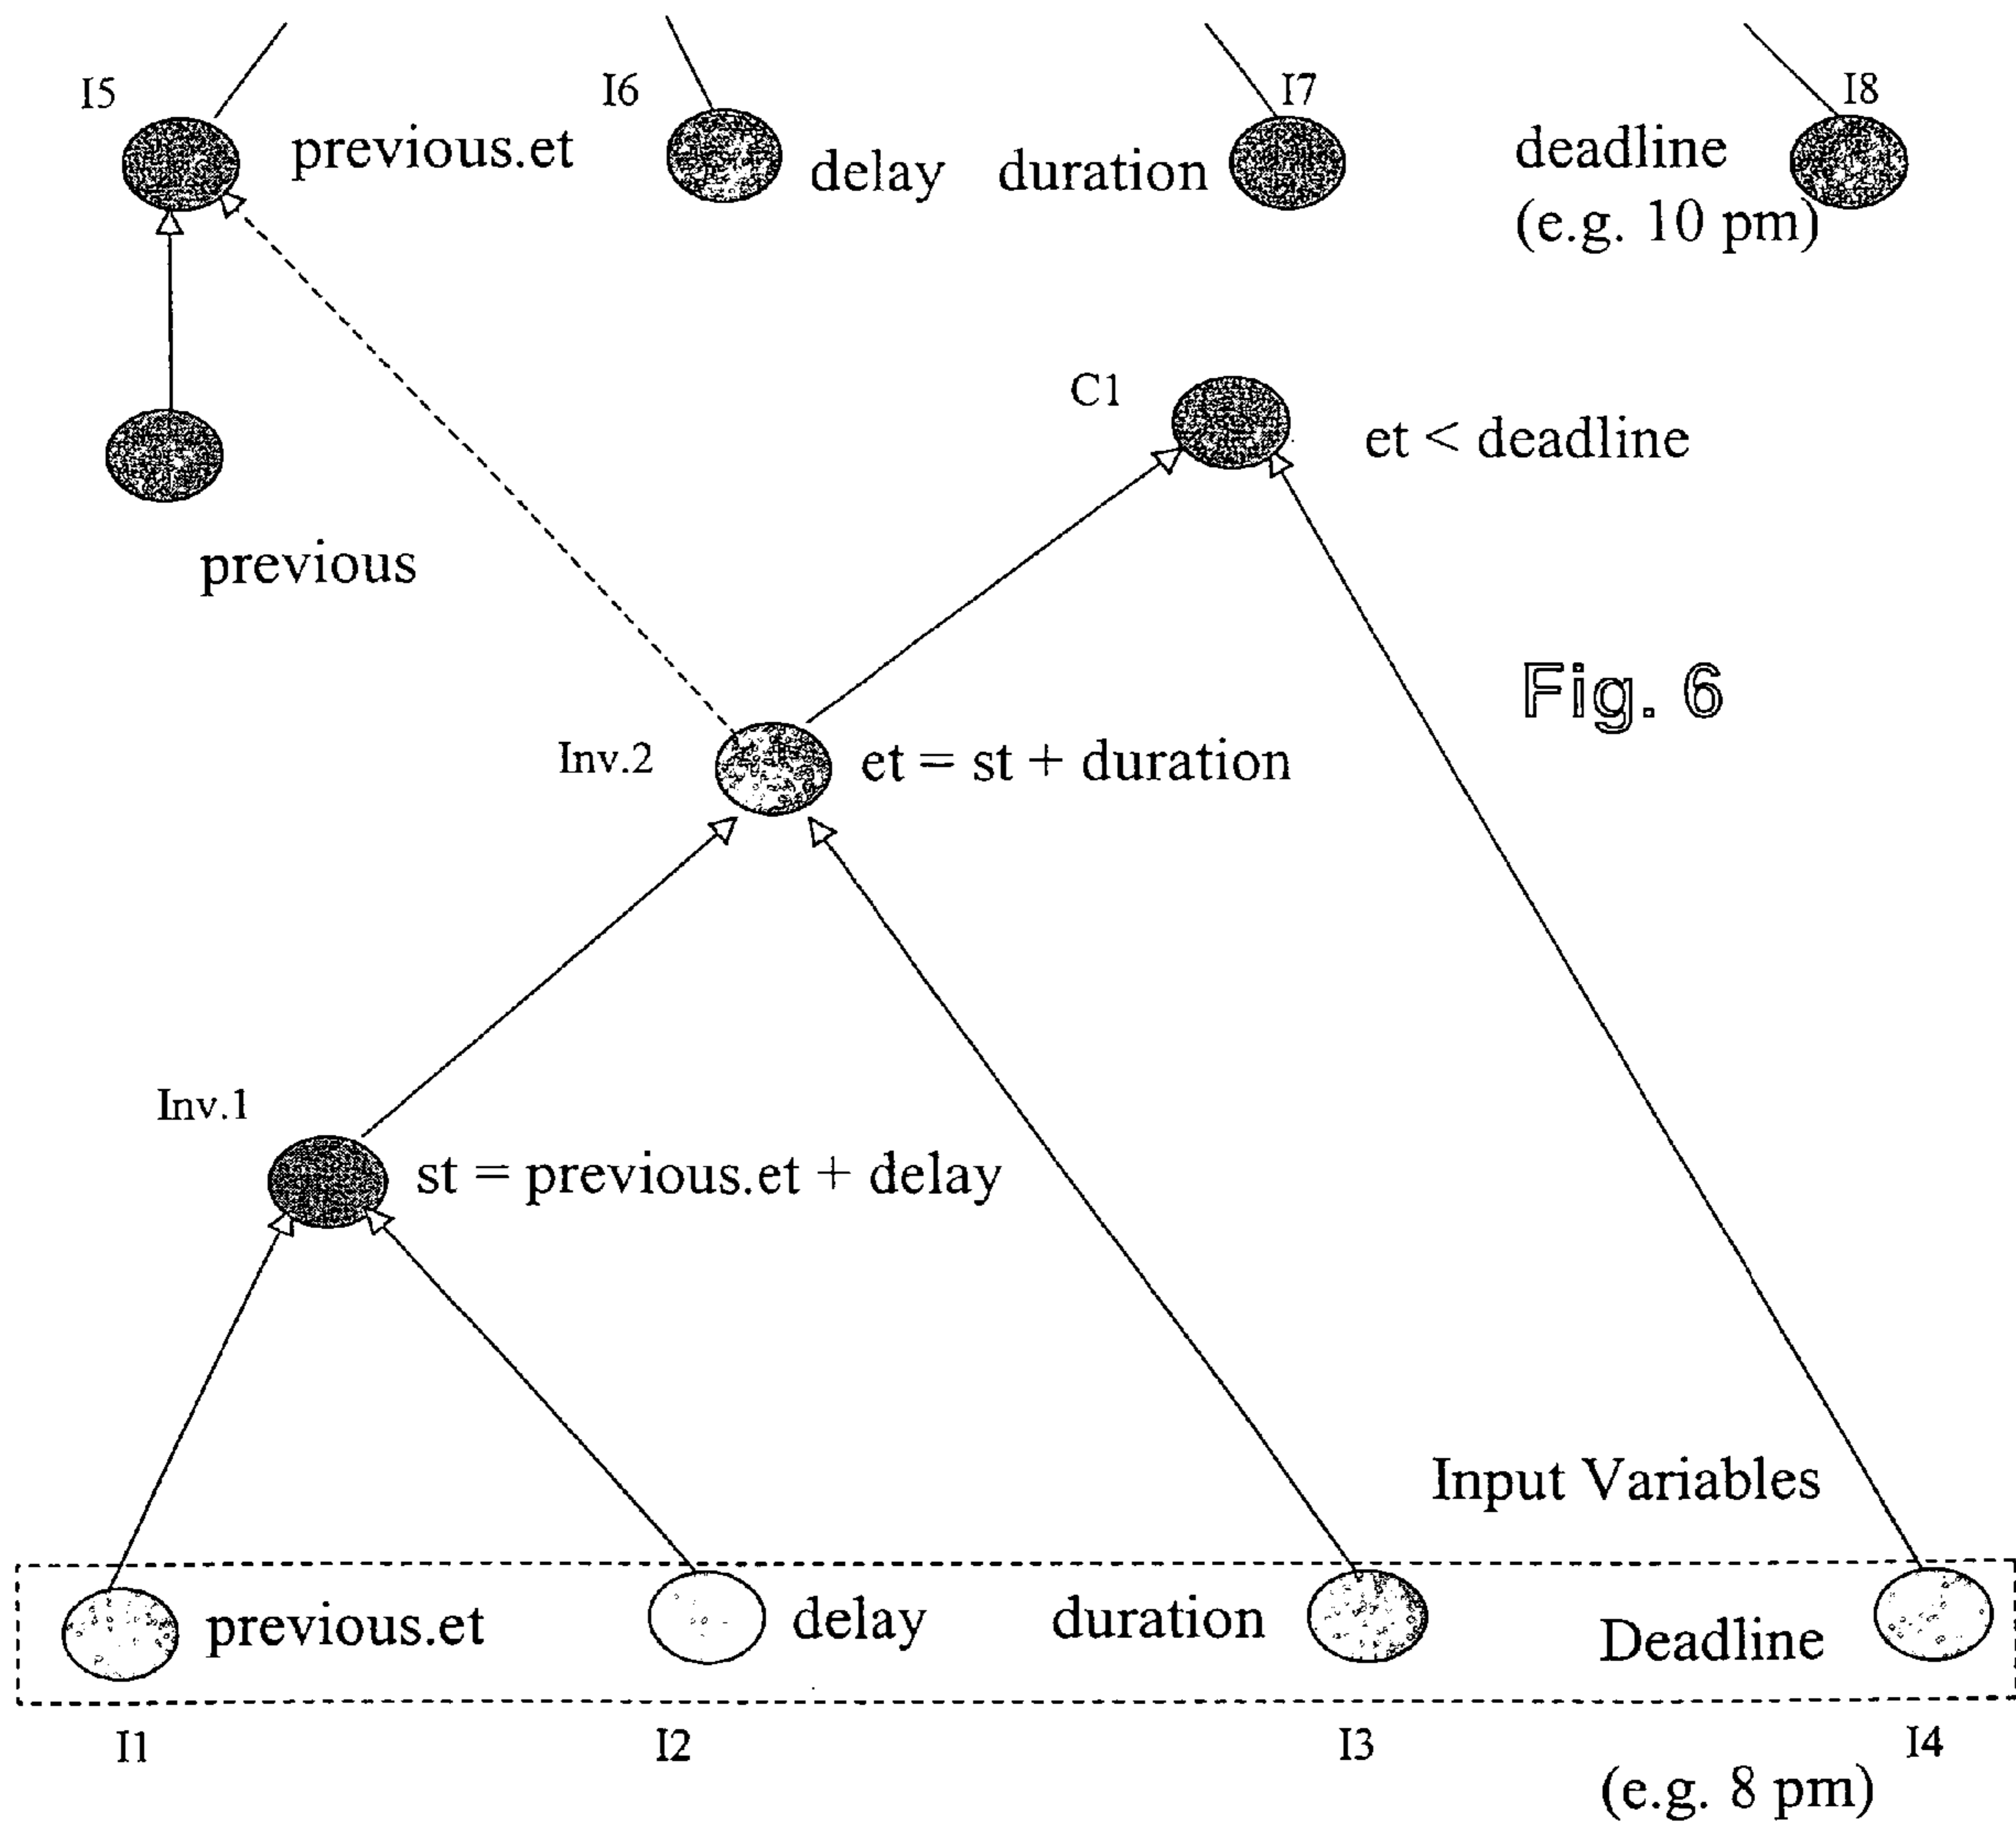 I5
I6
I7
I8
previous.et
delay
duration
deadline
(e.g. 10 pm)
C1
et < deadline
previous
Fig. 6
Inv.2
et = st + duration
Inv.1
st = previous.et + delay
Input Variables
previous.et
delay
duration
Deadline
I1
I2
I3
I4
(e.g. 8 pm)